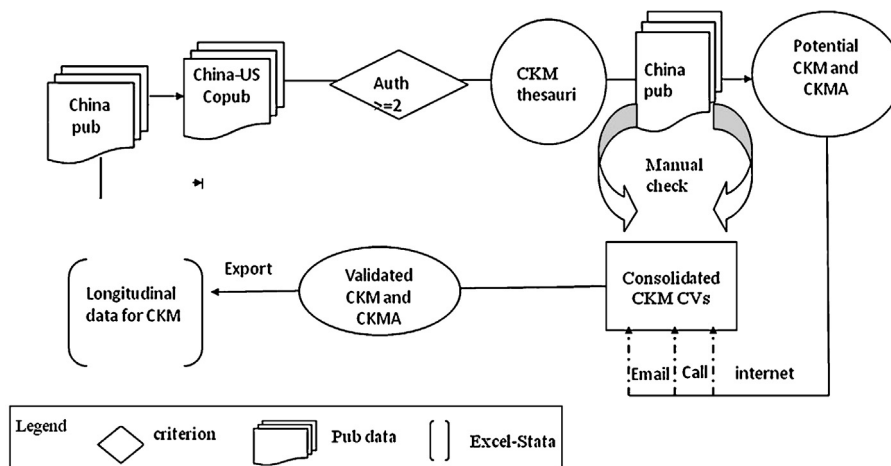 China
pub
China-US
Copub
Auth
>=2
CKM
thesauri
China
pub
Potential
CKM and
CKMA
Manual
check
Longitudinal
data for CKM
Export
Validated
CKM and
CKMA
Consolidated
CKM CVs
Email Call internet
Legend
criterion
Pub data
Excel-Stata